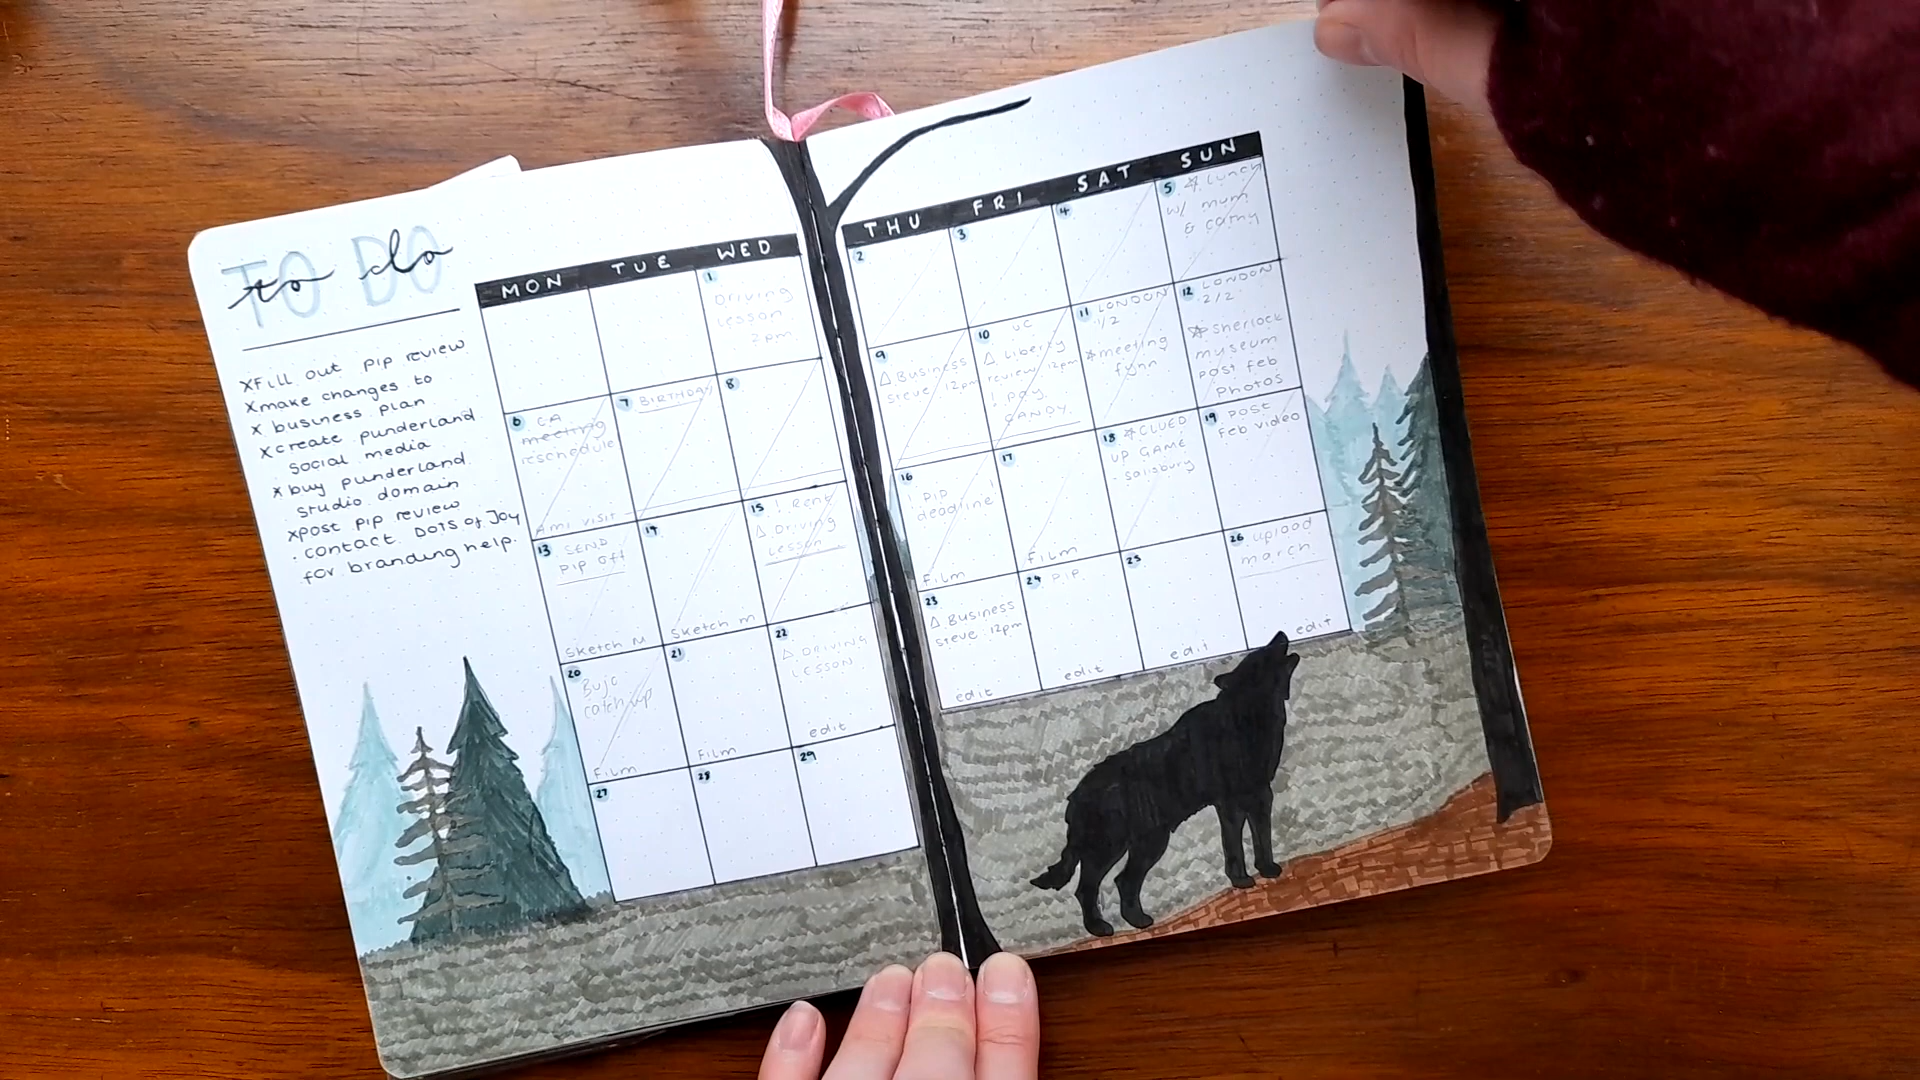 TO DO
to do
xFill out pip review
xmake changes to
x business plan
xcreate punderland
social media
xbuy punderland
studio domain
xpost pip review
. contact Dots of Joy
for branding help.
MON TUE WED
1
Driving
Lesson
2pm
6 CA
meeting
reschedule
Ami visit
7 BIRTHDAY
8
13 SEND
PIP off
Sketch M
14
Sketch m
15 ! Rent
Δ Driving
Lesson
20
Bujo
catch up
Film
21
Film
22
Δ DRIVING
LESSON
edit
27
28
29
THU FRI SAT SUN
2
3
4
5 ☆ Lunch
w/ mum
& cathy
9
Δ Business
steve 12pm
10 UC
Δ Liberty
review 12pm
! pay
CANDY
11 LONDON
1/2
☆meeting
fynn
12 LONDON
2/2
☆ Sherlock
museum
post feb
Photos
16
! PIP !
deadline
Film
17
Film
18 ☆CLUED
UP GAME
- salisbury
19 post
Feb video
23
Δ Business
steve 12pm
edit
24 PIP
edit
25
edit
26 upload
march
edit